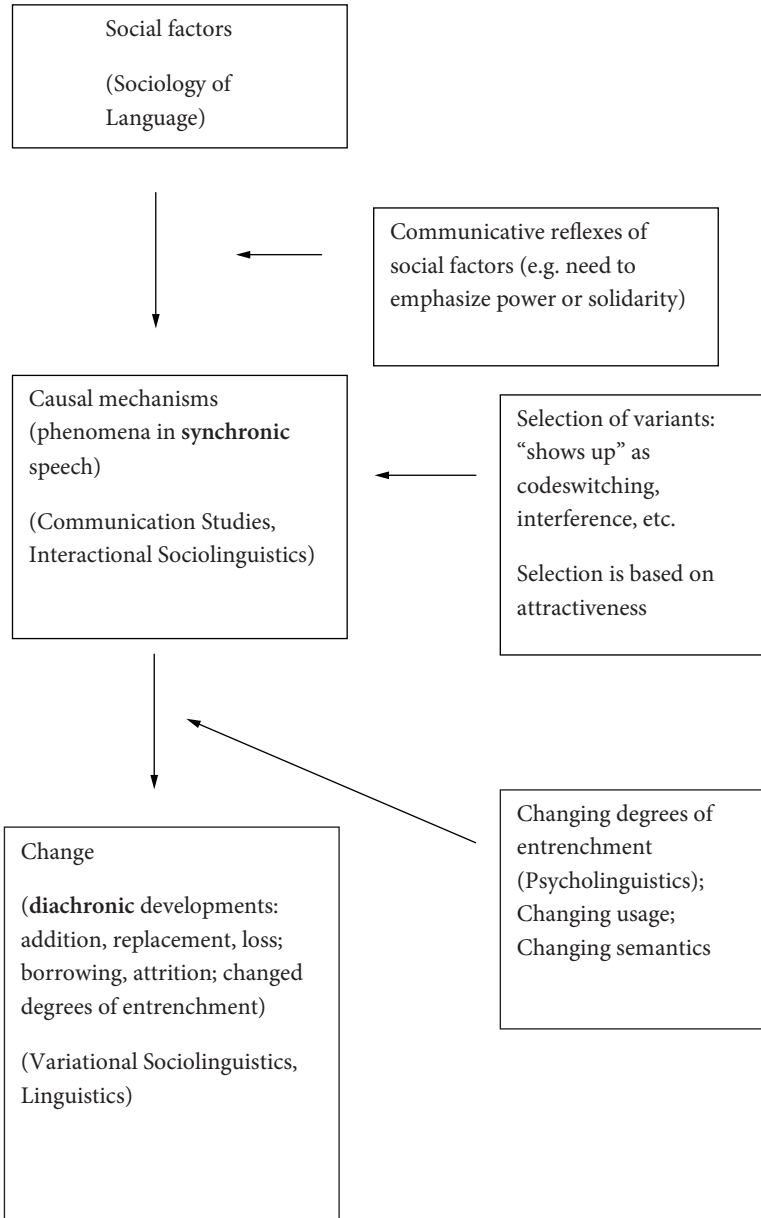 Social factors
(Sociology of
Language)
Communicative reflexes of
social factors (e.g. need to
emphasize power or solidarity)
Causal mechanisms
(phenomena in synchronic
speech)
(Communication Studies,
Interactional Sociolinguistics)
Selection of variants:
“shows up” as
codeswitching,
interference, etc.
Selection is based on
attractiveness
Change
(diachronic developments:
addition, replacement, loss;
borrowing, attrition; changed
degrees of entrenchment)
(Variational Sociolinguistics,
Linguistics)
Changing degrees of
entrenchment
(Psycholinguistics);
Changing usage;
Changing semantics